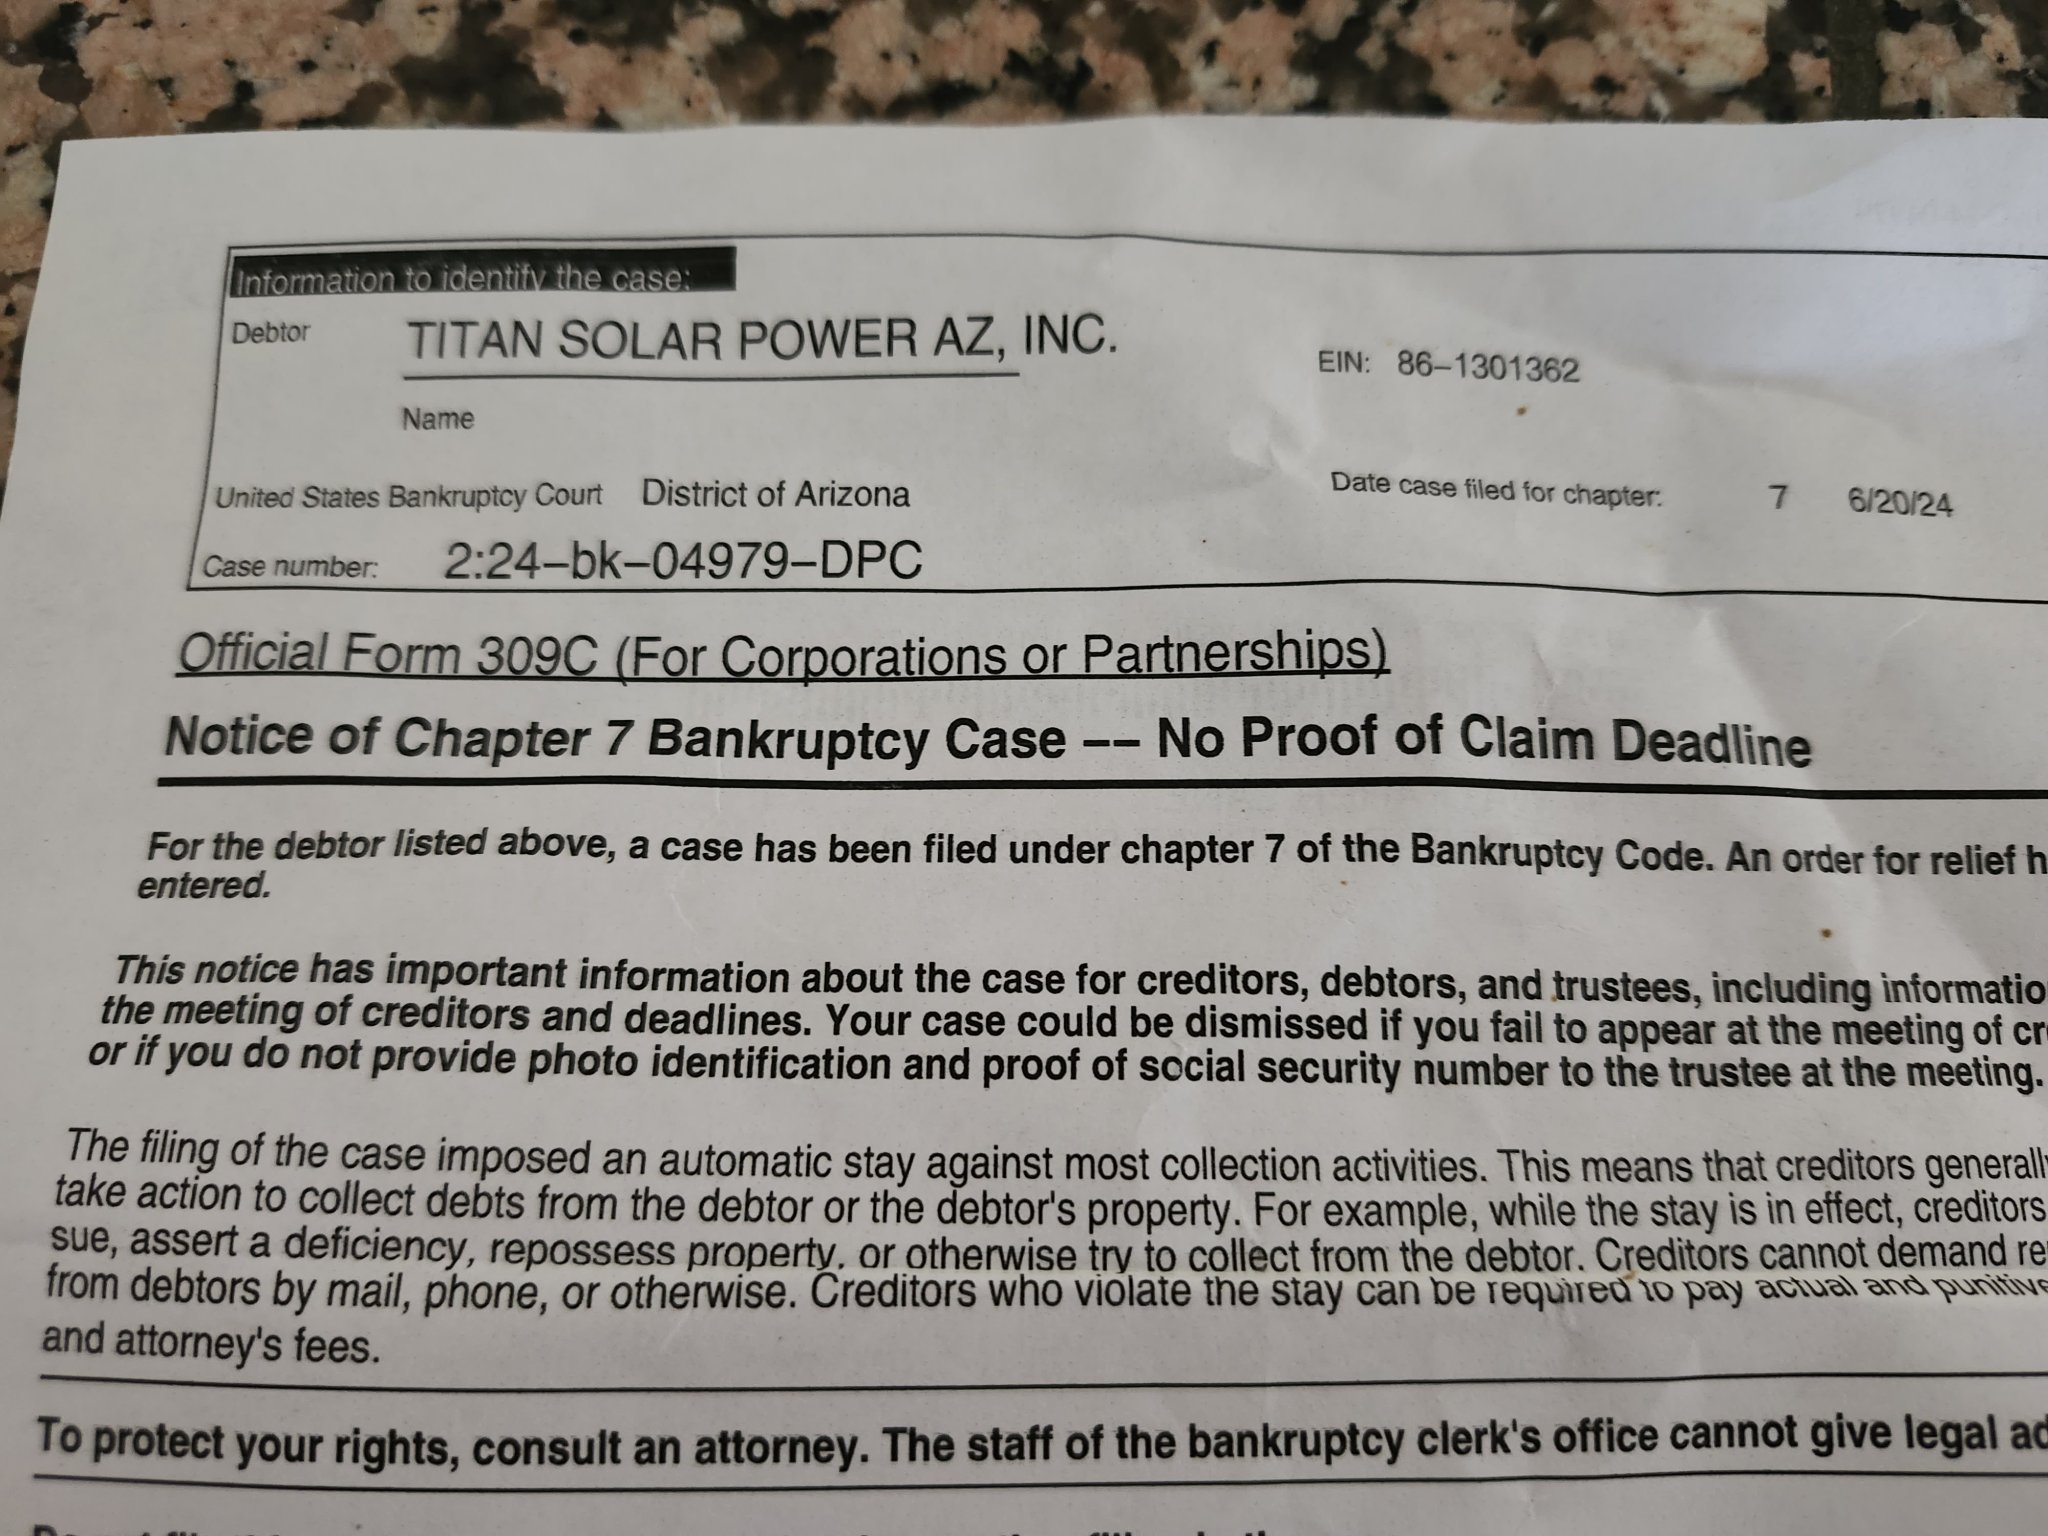 Information to identify the case:
Debtor TITAN SOLAR POWER AZ, INC. EIN: 86–1301362
Name
United States Bankruptcy Court District of Arizona Date case filed for chapter: 7 6/20/24
Case number: 2:24–bk–04979–DPC
Official Form 309C (For Corporations or Partnerships)
Notice of Chapter 7 Bankruptcy Case –– No Proof of Claim Deadline
For the debtor listed above, a case has been filed under chapter 7 of the Bankruptcy Code. An order for relief
entered.
This notice has important information about the case for creditors, debtors, and trustees, including
the meeting of creditors and deadlines. Your case could be dismissed if you fail to appear at the meeting of
or if you do not provide photo identification and proof of social security number to the trustee at the meeting.
The filing of the case imposed an automatic stay against most collection activities. This means that creditors
take action to collect debts from the debtor or the debtor's property. For example, while the stay is in effect, creditors
sue, assert a deficiency, repossess property, or otherwise try to collect from the debtor. Creditors cannot demand
from debtors by mail, phone, or otherwise. Creditors who violate the stay can be required to pay actual and punitive
and attorney's fees.
To protect your rights, consult an attorney. The staff of the bankruptcy clerk's office cannot give legal